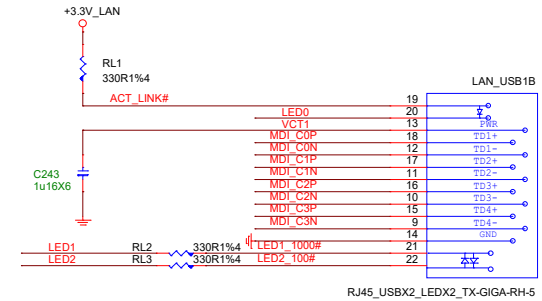 +3.3V_LAN
RL1
330R1%4
LAN_USB1B
ACT_LINK# 19
LED0 20
VCT1 13 PWR
MDI_C0P 18 TD1+
MDI_C0N 12 TD1-
MDI_C1P 17 TD2+
MDI_C1N 11 TD2-
C243
1u16X6
MDI_C2P 16 TD3+
MDI_C2N 10 TD3-
MDI_C3P 15 TD4+
MDI_C3N 9 TD4-
14 GND
LED1 RL2 330R1%4 LED1_1000# 21
LED2 RL3 330R1%4 LED2_100# 22
RJ45_USBX2_LEDX2_TX-GIGA-RH-5